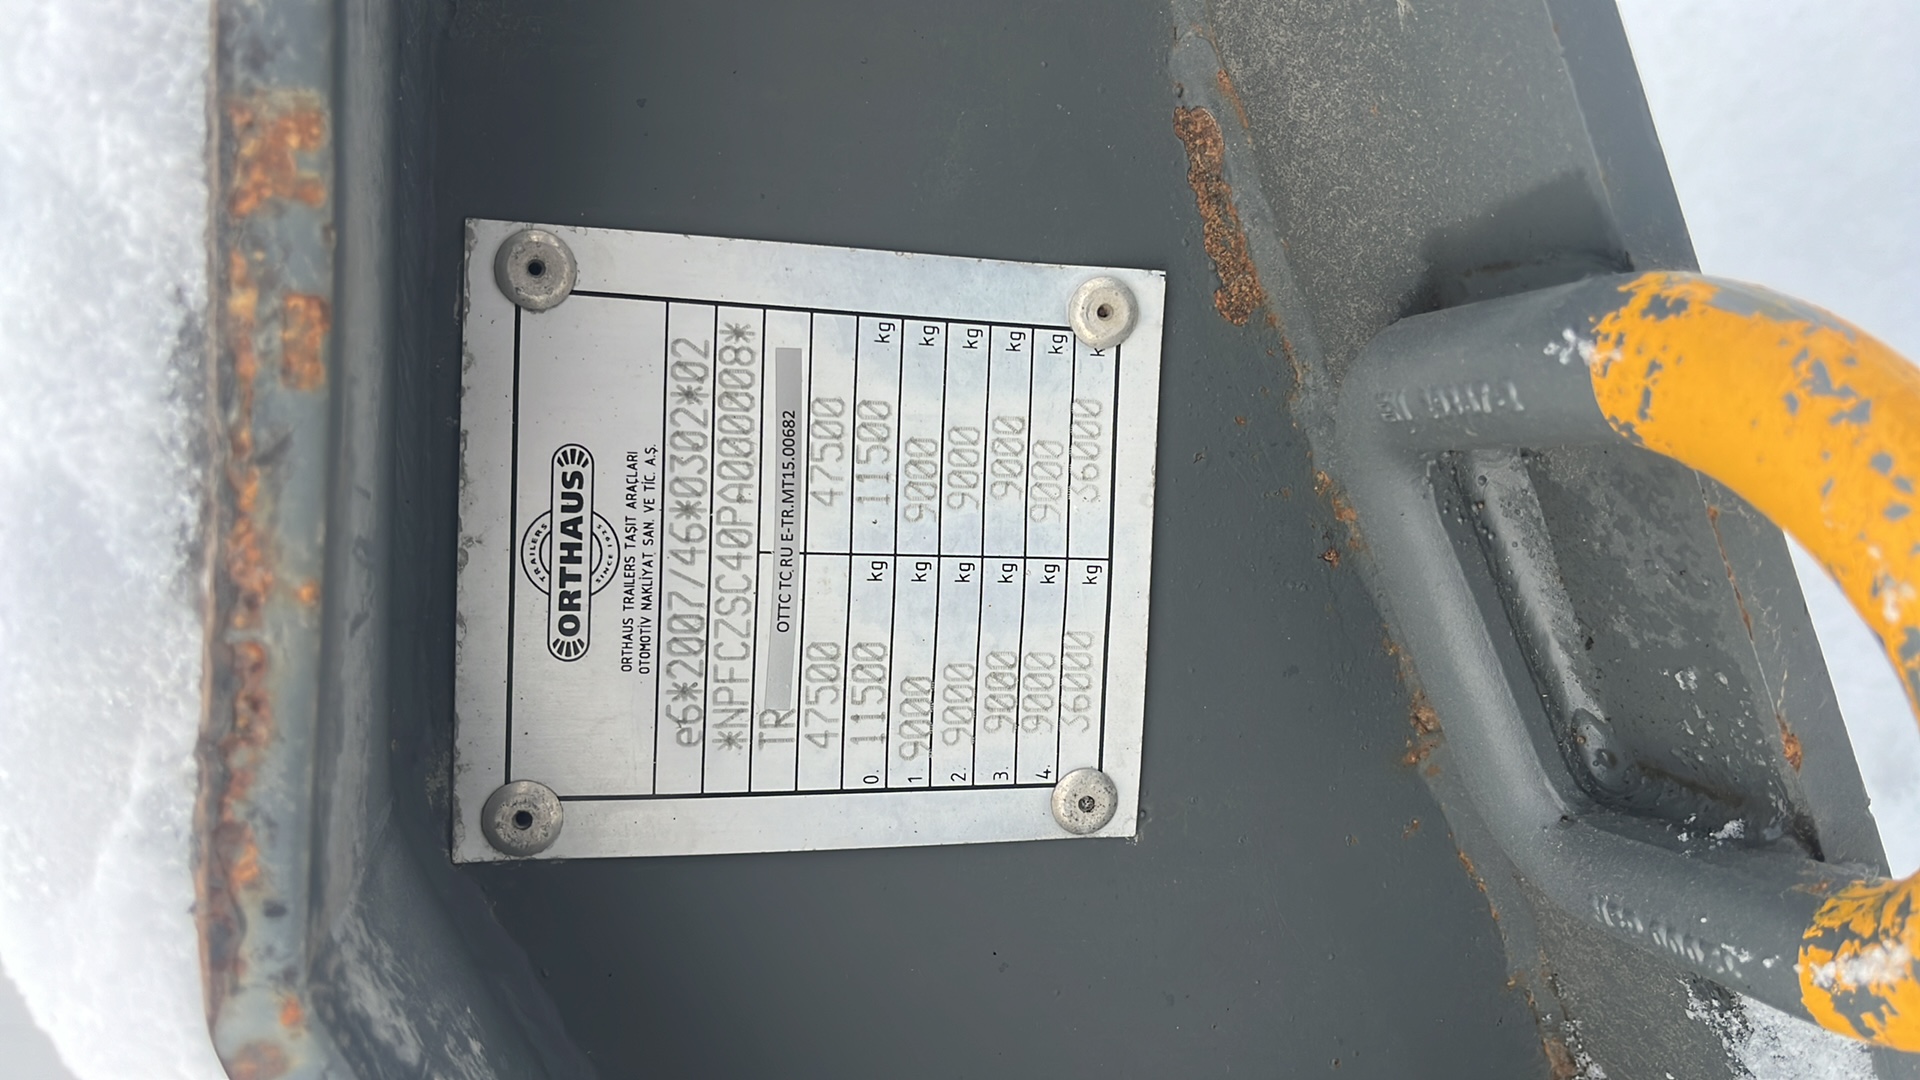 TRAILERS
ORTHAUS
SINCE 1975
ORTHAUS TRAILERS TAŞIT ARAÇLARI
OTOMOTİV NAKLİYAT SAN. VE TİC. A.Ş.
e6*2007/46*0302*02
*NPFCZSC40PA000008*
TR
OTTC TC RU E-TR.MT15.00682
47500 47500
0. 11500 kg 11500 kg
1 9000 kg 9000 kg
2. 9000 kg 9000 kg
3. 9000 kg 9000 kg
4. 9000 kg 9000 kg
36000 kg 36000